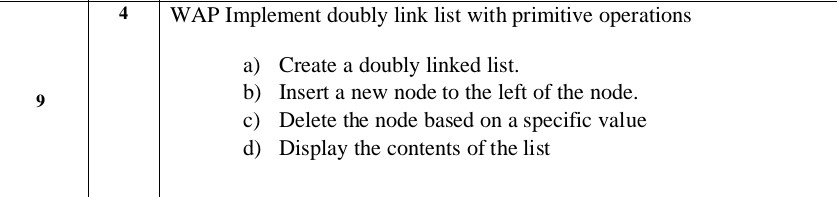 4 WAP Implement doubly link list with primitive operations
a) Create a doubly linked list.
b) Insert a new node to the left of the node.
9
c) Delete the node based on a specific value
d) Display the contents of the list